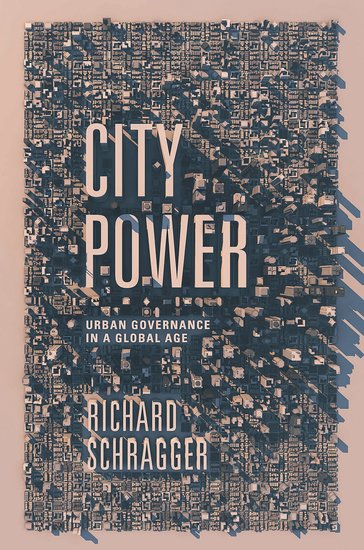 CITY
POWER
URBAN GOVERNANCE
IN A GLOBAL AGE
RICHARD
SCHRAGGER